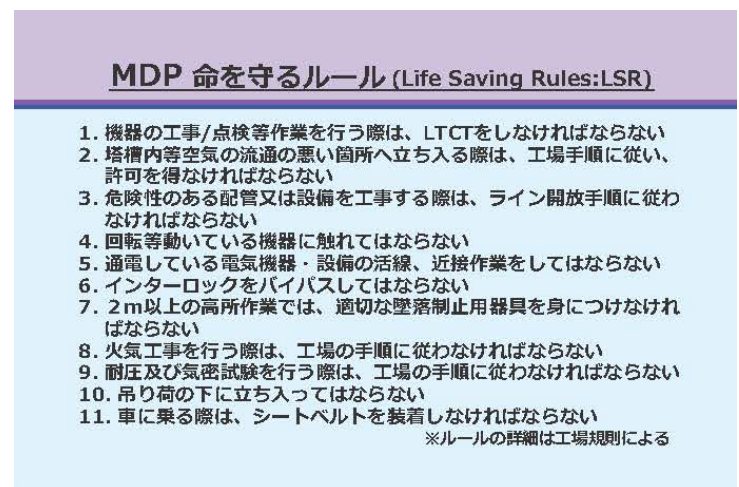 MDP 命を守るルール (Life Saving Rules:LSR)
1. 機器の工事/点検等作業を行う際は、LTCTをしなければならない
2. 塔槽内等空気の流通の悪い箇所へ立ち入る際は、工場手順に従い、
許可を得なければならない
3. 危険性のある配管又は設備を工事する際は、ライン開放手順に従わ
なければならない
4. 回転等動いている機器に触れてはならない
5. 通電している電気機器・設備の活線、近接作業をしてはならない
6. インターロックをバイパスしてはならない
7. 2m以上の高所作業では、適切な墜落制止用器具を身につけなけれ
ばならない
8. 火気工事を行う際は、工場の手順に従わなければならない
9. 耐圧及び気密試験を行う際は、工場の手順に従わなければならない
10. 吊り荷の下に立ち入ってはならない
11. 車に乗る際は、シートベルトを装着しなければならない
※ルールの詳細は工場規則による